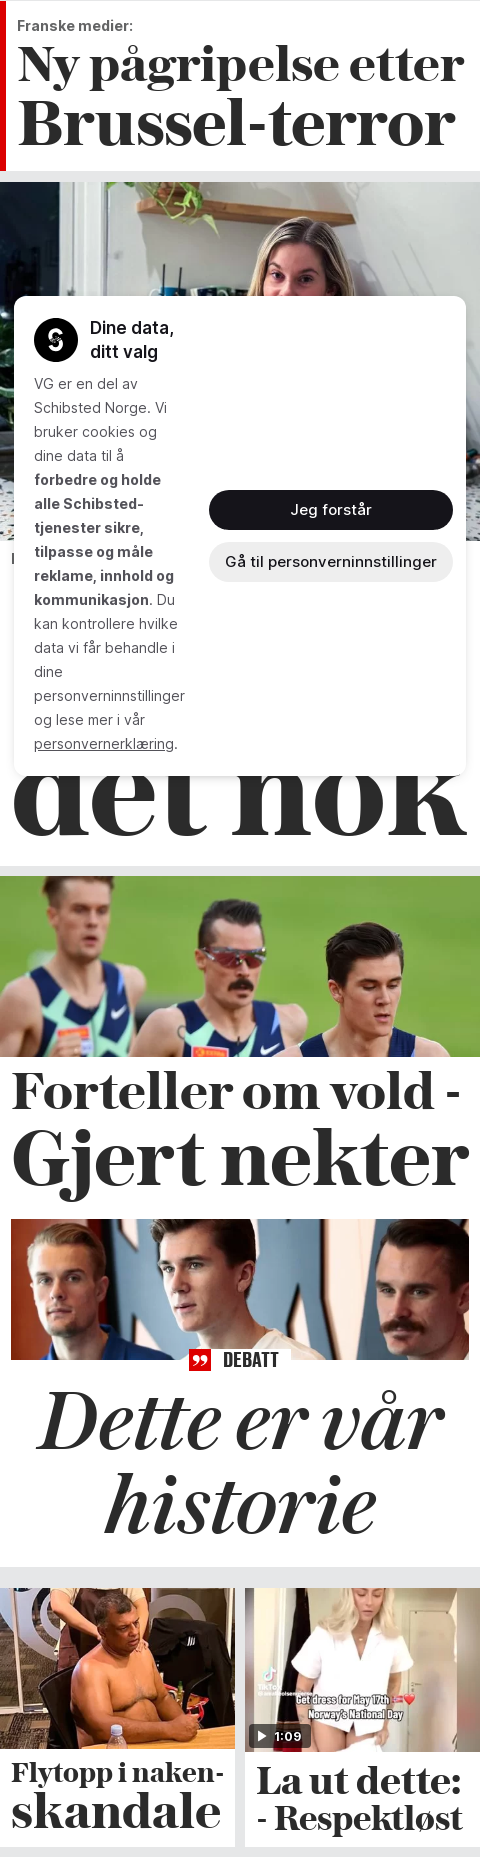 Franske medier:
Ny pågripelse etter
Brussel-terror
Dine data,
ditt valg
VG er en del av
Schibsted Norge. Vi
bruker cookies og
dine data til å
forbedre og holde
alle Schibsted-
tjenester sikre,
tilpasse og måle
reklame, innhold og
kommunikasjon. Du
kan kontrollere hvilke
data vi får behandle i
dine
personverninnstillinger
og lese mer i vår
personvernerklæring.
Jeg forstår
Gå til personverninnstillinger
det nok
Forteller om vold -
Gjert nekter
DEBATT
Dette er vår
historie
Flytopp i naken-
skandale
TikTok
Get dress for May 17th 🇳🇴❤️
Norway's National Day
1:09
La ut dette:
- Respektløst